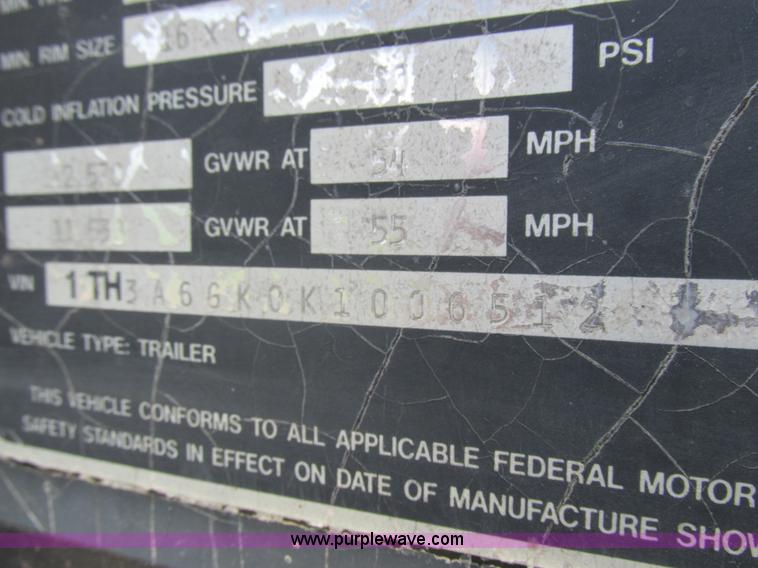 MIN. RIM SIZE 16 X 6
COLD INFLATION PRESSURE PSI
GVWR AT 54 MPH
GVWR AT 55 MPH
VIN 1TH3A6GK0K1006512
VEHICLE TYPE: TRAILER
THIS VEHICLE CONFORMS TO ALL APPLICABLE FEDERAL MOTOR
SAFETY STANDARDS IN EFFECT ON DATE OF MANUFACTURE SHOW
www.purplewave.com